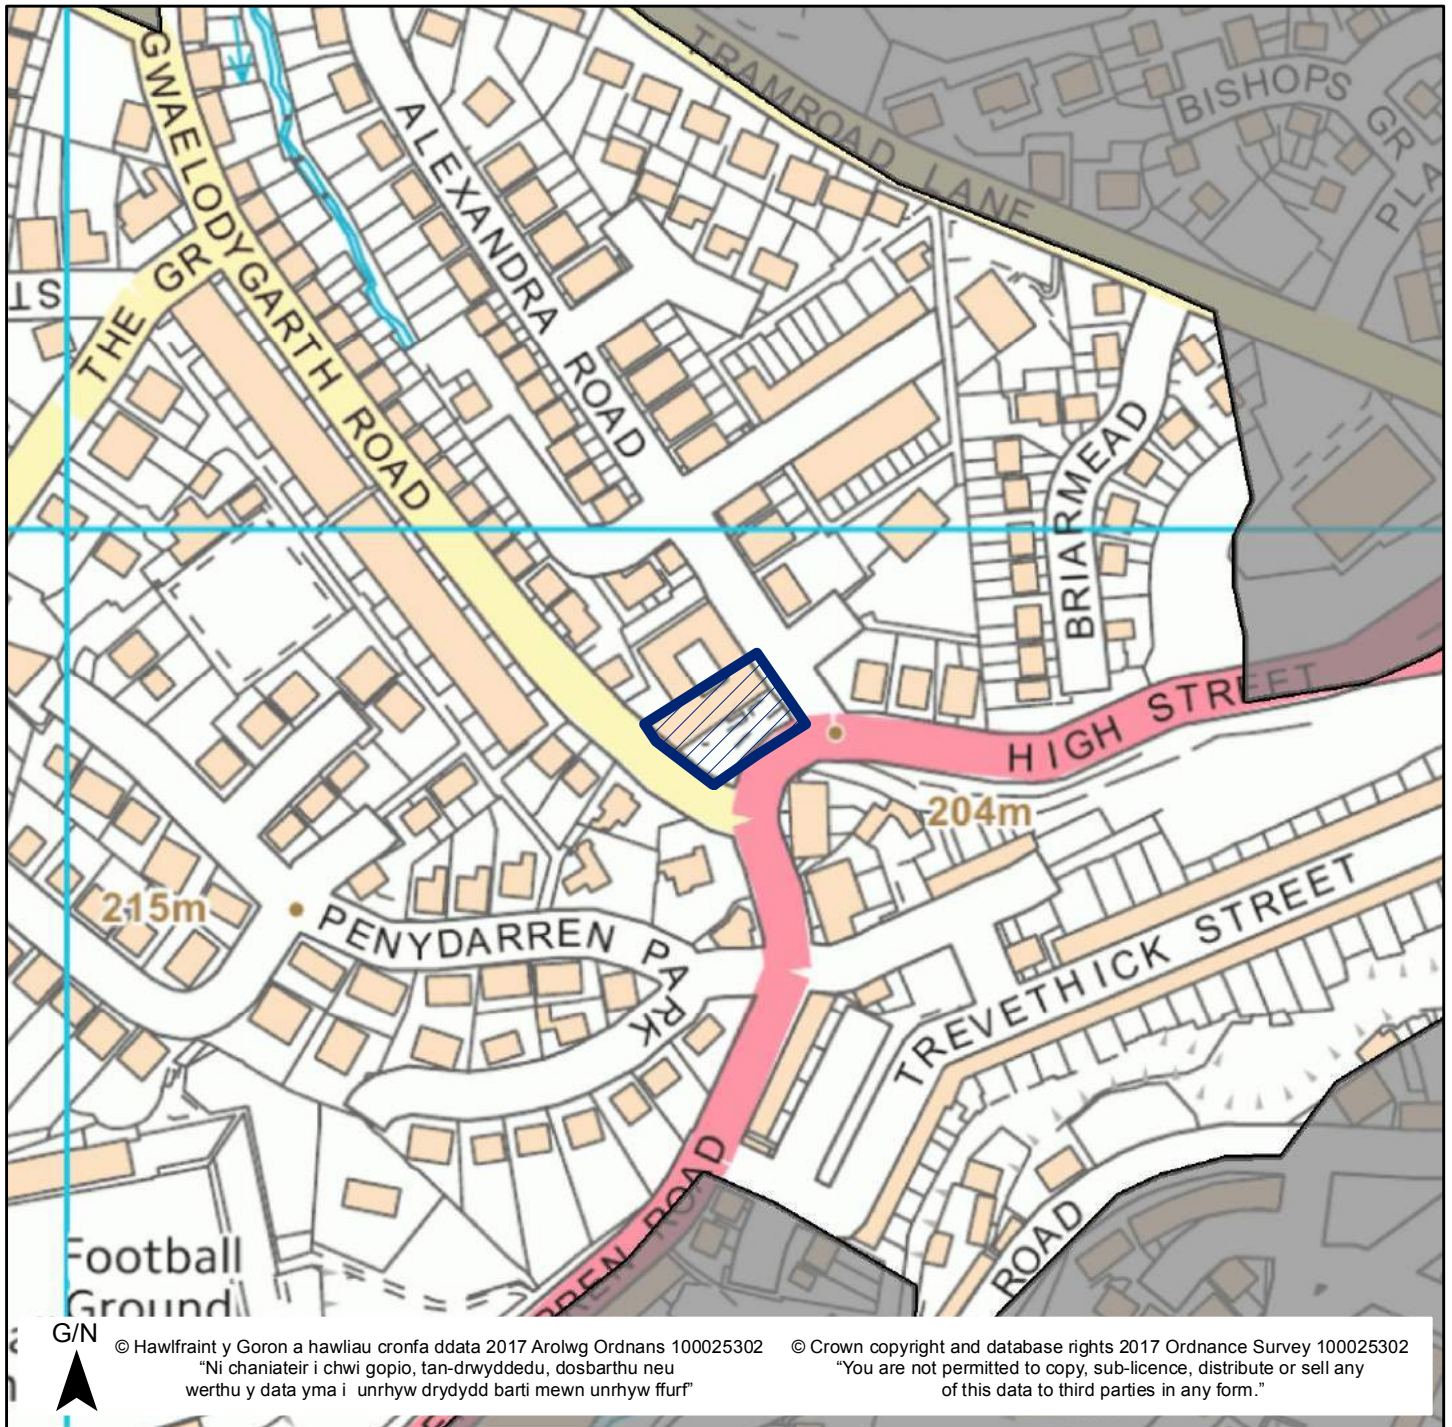 GWAELODYGARTH ROAD
TRAMROAD LANE
BISHOPS GR
PLA
ALEXANDRA ROAD
THE GR
ST
BRIARMEAD
HIGH STREET
204m
215m
PENYDARREN PARK
TREVETHICK STREET
ROAD
RREN ROAD
Football
Ground
G/N
© Hawlfraint y Goron a hawliau cronfa ddata 2017 Arolwg Ordnans 100025302
“Ni chaniateir i chwi gopio, tan-drwyddedu, dosbarthu neu
werthu y data yma i unrhyw drydydd barti mewn unrhyw ffurf”
© Crown copyright and database rights 2017 Ordnance Survey 100025302
“You are not permitted to copy, sub-licence, distribute or sell any
of this data to third parties in any form.”